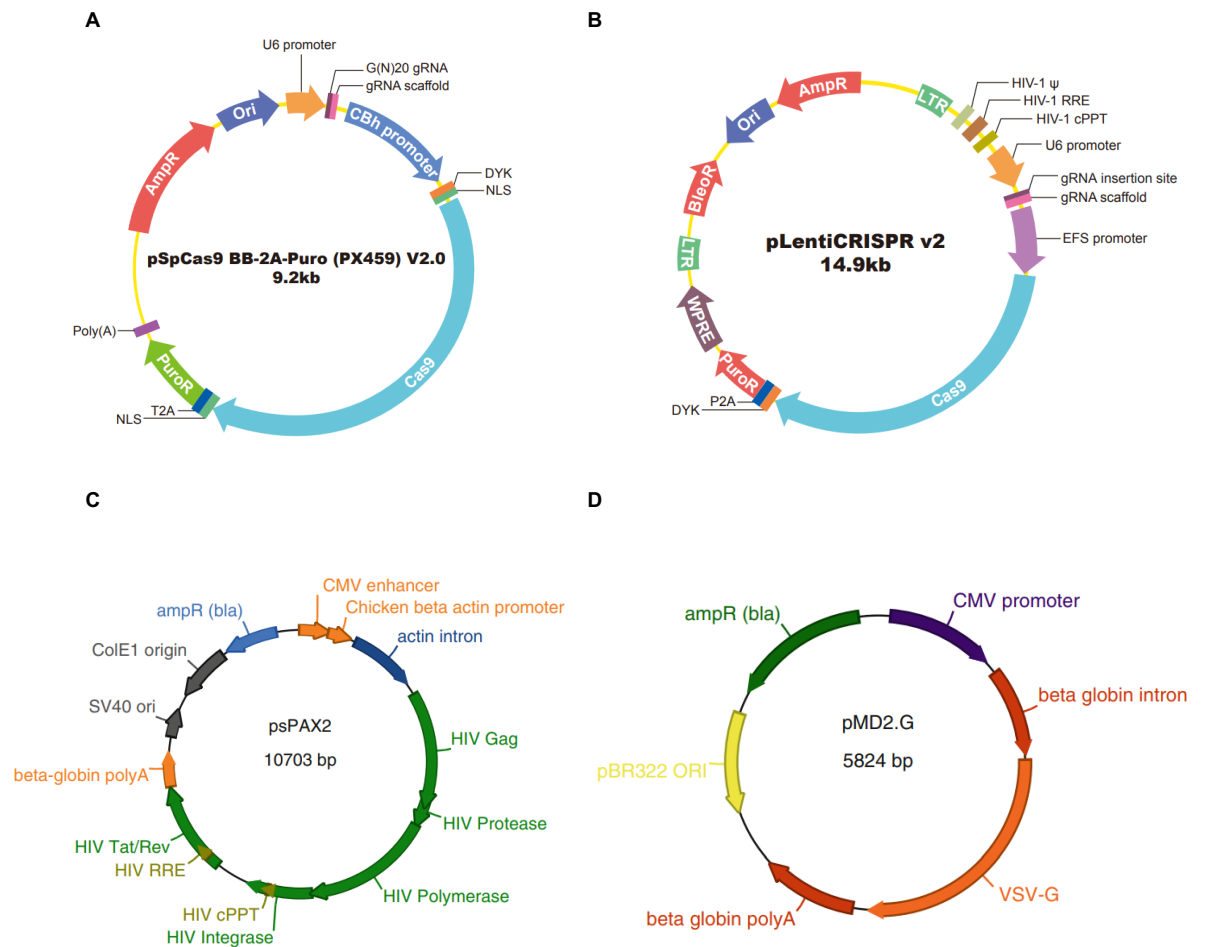 A
U6 promoter
G(N)20 gRNA
gRNA scaffold
Ori
CBh promoter
AmpR
DYK
NLS
pSpCas9 BB-2A-Puro (PX459) V2.0
9.2kb
Poly(A)
PuroR
Cas9
T2A
NLS
B
AmpR
LTR
HIV-1 ψ
HIV-1 RRE
HIV-1 cPPT
Ori
U6 promoter
BleoR
gRNA insertion site
gRNA scaffold
pLentiCRISPR v2
14.9kb
EFS promoter
LTR
WPRE
PuroR
Cas9
P2A
DYK
C
CMV enhancer
Chicken beta actin promoter
ampR (bla)
actin intron
ColE1 origin
SV40 ori
psPAX2
10703 bp
HIV Gag
beta-globin polyA
HIV Protease
HIV Tat/Rev
HIV RRE
HIV Polymerase
HIV cPPT
HIV Integrase
D
CMV promoter
ampR (bla)
beta globin intron
pMD2.G
5824 bp
pBR322 ORI
VSV-G
beta globin polyA